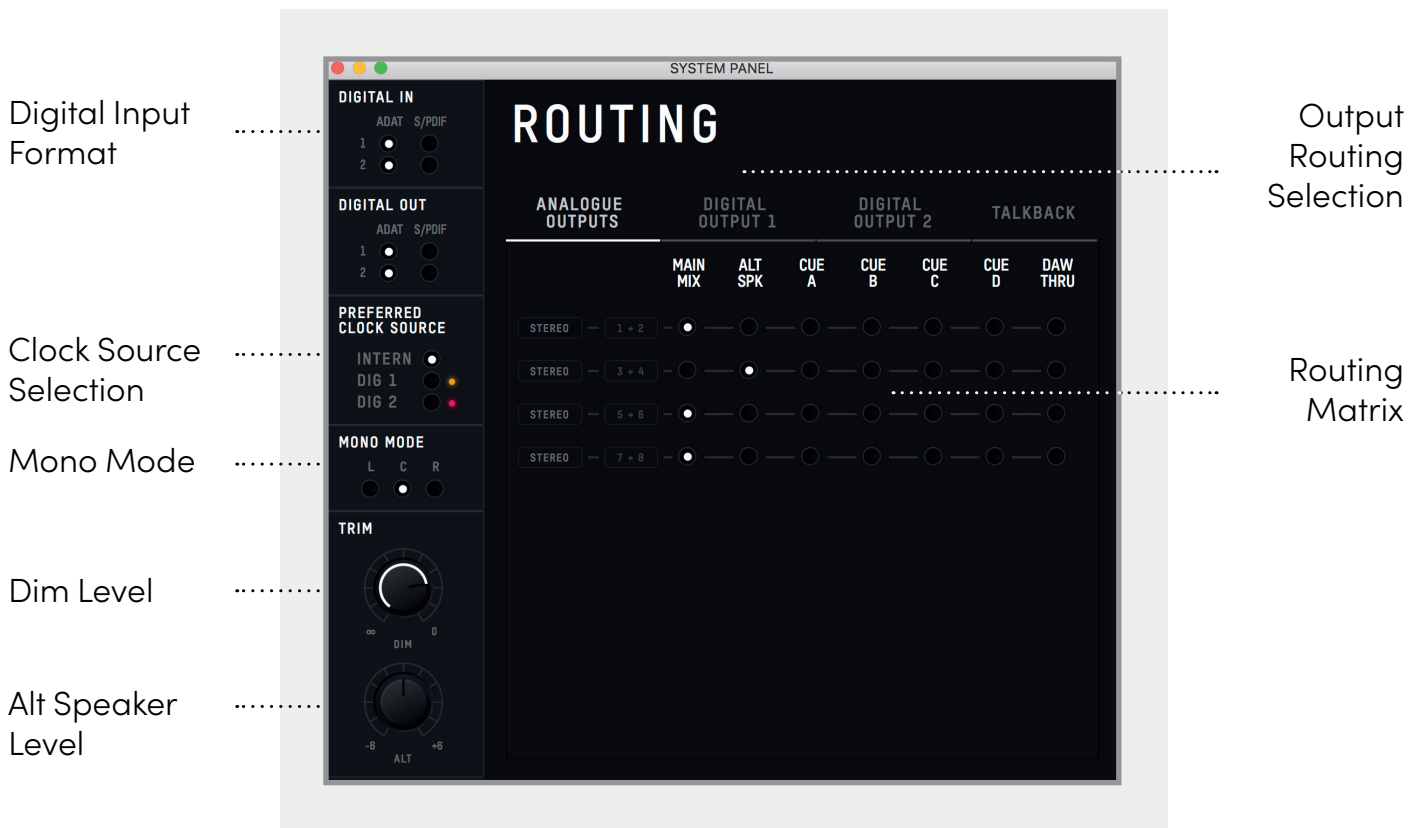 SYSTEM PANEL
Digital Input
Format
Clock Source
Selection
Mono Mode
Dim Level
Alt Speaker
Level
DIGITAL IN
ADAT S/PDIF
1
2
DIGITAL OUT
ADAT S/PDIF
1
2
PREFERRED
CLOCK SOURCE
INTERN
DIG 1
DIG 2
MONO MODE
L C R
TRIM
∞ 0
DIM
-6 +6
ALT
ROUTING
ANALOGUE
OUTPUTS
DIGITAL
OUTPUT 1
DIGITAL
OUTPUT 2
TALKBACK
MAIN
MIX
ALT
SPK
CUE
A
CUE
B
CUE
C
CUE
D
DAW
THRU
STEREO 1 + 2
STEREO 3 + 4
STEREO 5 + 6
STEREO 7 + 8
Output
Routing
Selection
Routing
Matrix